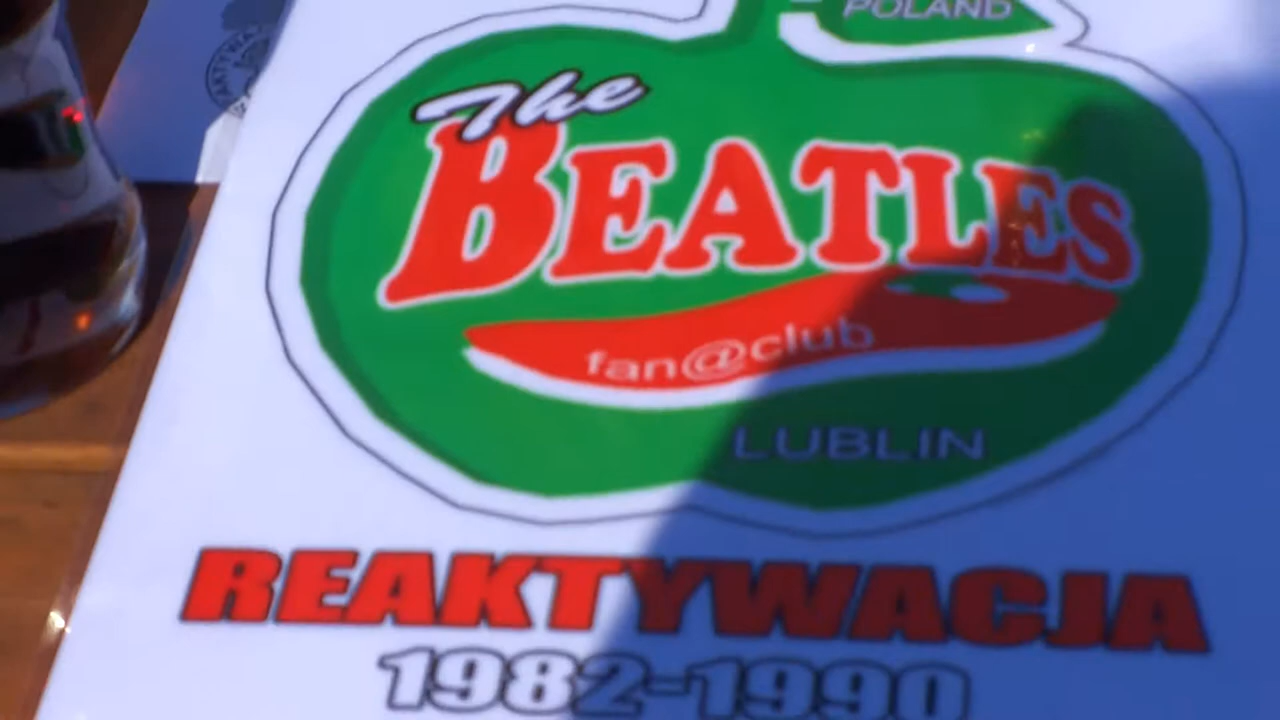 POLAND
The
BEATLES
fan@club
LUBLIN
REAKTYWACJA
1982-1990